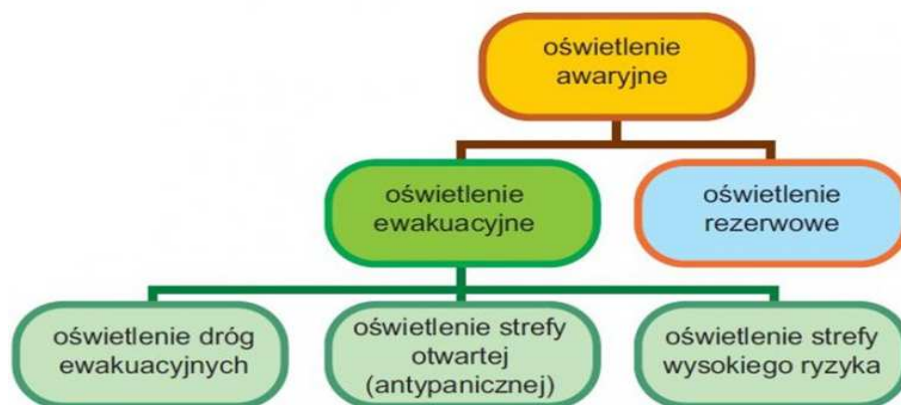 oświetlenie
awaryjne
oświetlenie
ewakuacyjne
oświetlenie
rezerwowe
oświetlenie dróg
ewakuacyjnych
oświetlenie strefy
otwartej
(antypanicznej)
oświetlenie strefy
wysokiego ryzyka